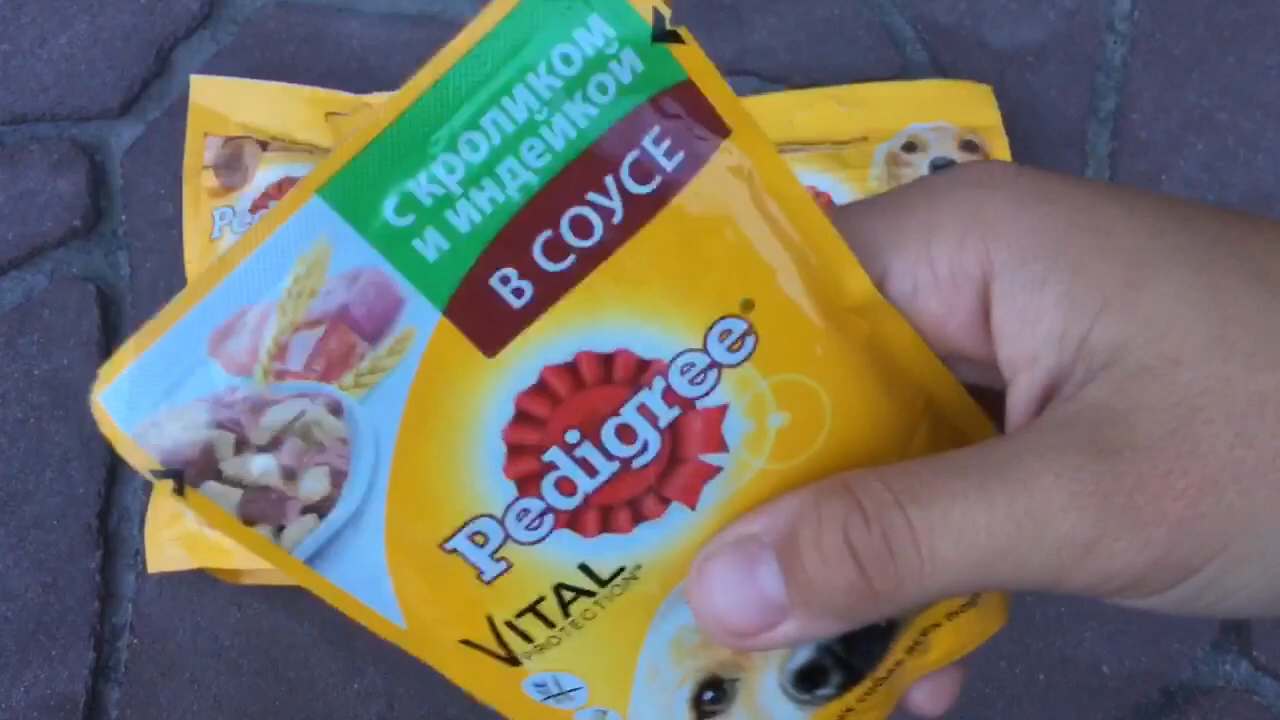 с кроликом
и индейкой
В СОУСЕ
Pedigree®
VITAL
PROTECTION®